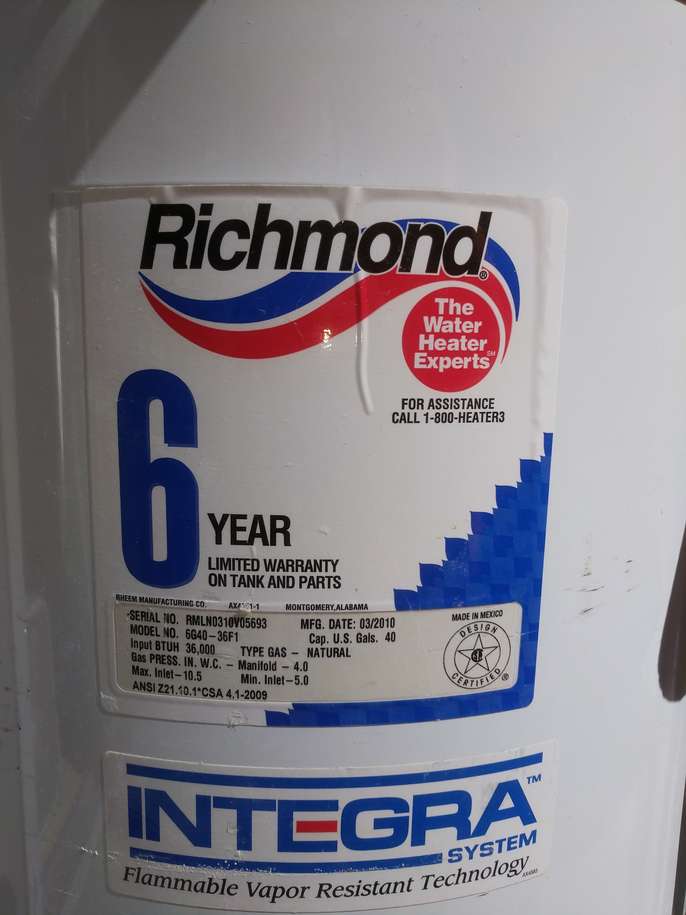 Richmond®
The
Water
Heater
Experts SM
FOR ASSISTANCE
CALL 1-800-HEATER3
6
YEAR
LIMITED WARRANTY
ON TANK AND PARTS
RHEEM MANUFACTURING CO. MONTGOMERY,ALABAMA
SERIAL NO. RMLN0310V05693 MFG. DATE: 03/2010
MODEL NO. 6G40-36F1 Cap. U.S. Gals. 40
Input BTUH 36,000 TYPE GAS - NATURAL
Gas PRESS. IN. W.C. - Manifold - 4.0
Max. Inlet-10.5 Min. Inlet-5.0
ANSI Z21.10.1*CSA 4.1-2009
MADE IN MEXICO
DESIGN
CERTIFIED ®
INTEGRA™
SYSTEM
Flammable Vapor Resistant Technology